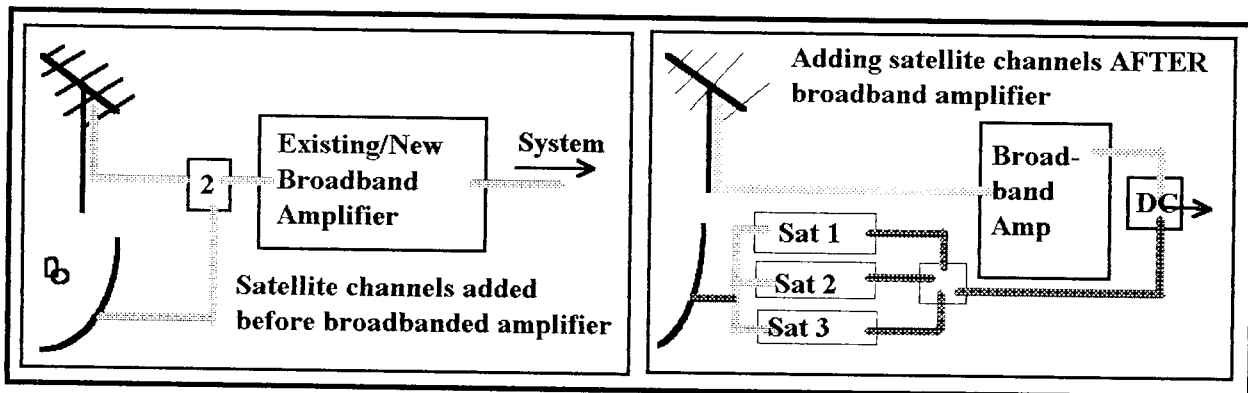 2
Existing/New
Broadband
Amplifier
System
Satellite channels added
before broadbanded amplifier
Adding satellite channels AFTER
broadband amplifier
Broad-
band
Amp
DC
Sat 1
Sat 2
Sat 3